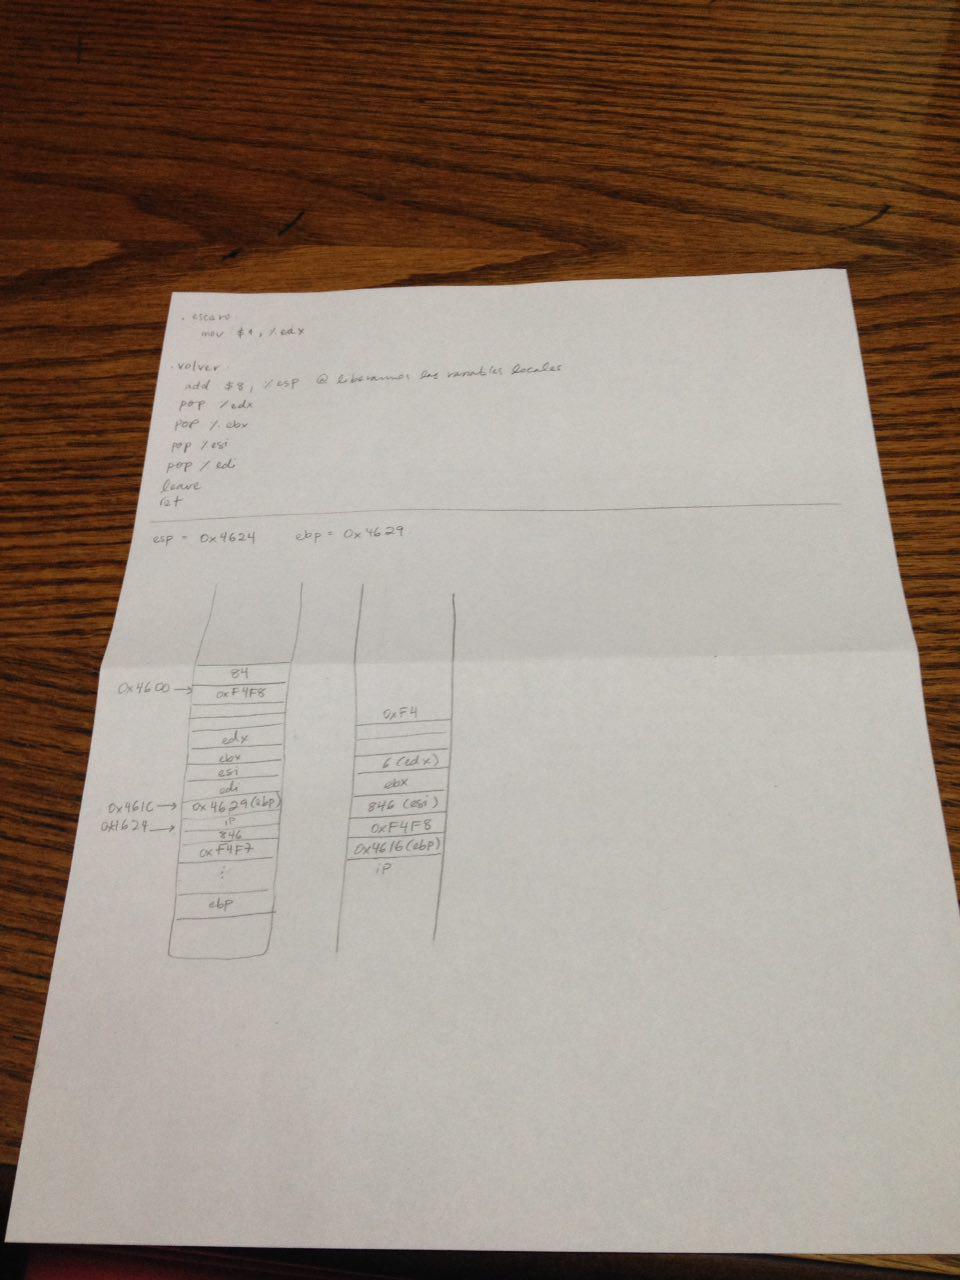 .escero:
mov $1, %edx
.volver:
add $8, %esp @ liberamos las variables locales
pop %edx
pop %ebx
pop %esi
pop %edi
leave
ret
esp = 0x4624 ebp = 0x4629
84
0x4600 → 0xF4F8
edx
ebx
esi
edi
0x461C → 0x4629(ebp)
0x4624 → ip
846
0xF4F7
⋮
ebp
0xF4
6 (edx)
ebx
846 (esi)
0xF4F8
0x4616(ebp)
ip